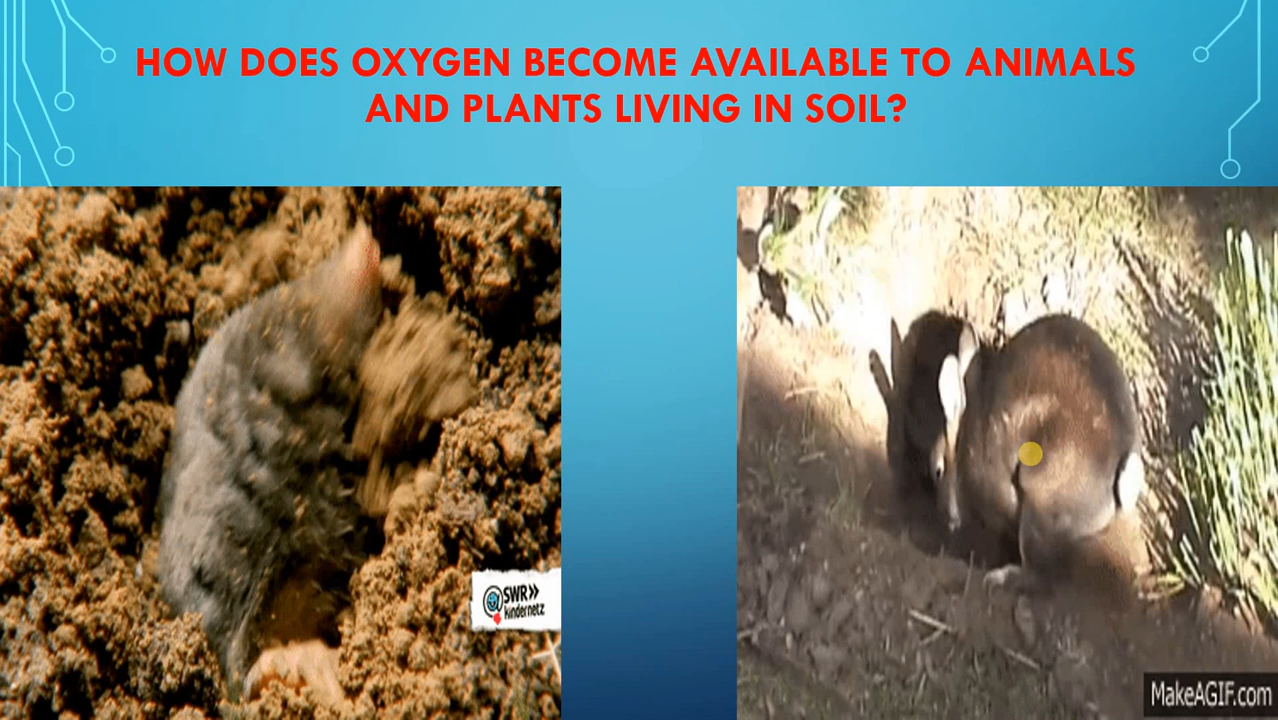 HOW DOES OXYGEN BECOME AVAILABLE TO ANIMALS
AND PLANTS LIVING IN SOIL?
@SWR»
kindernetz
MakeAGIF.com